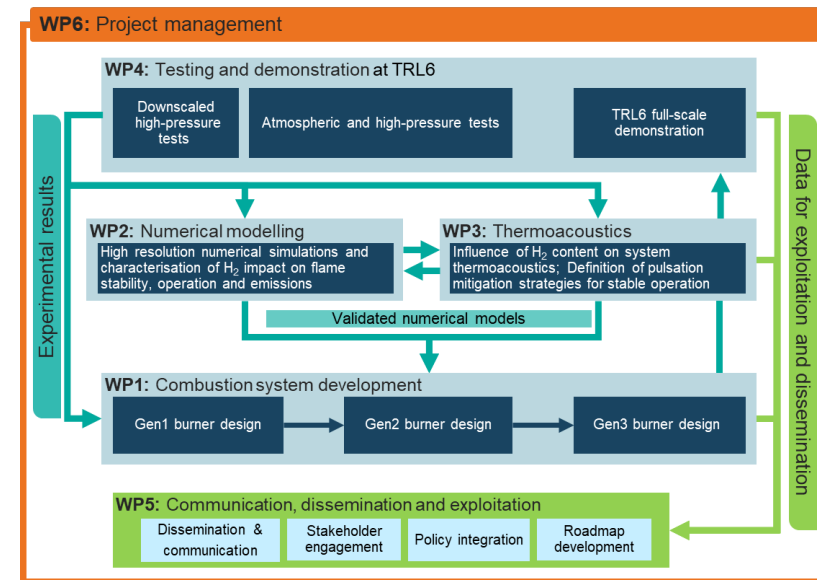 WP6: Project management
WP4: Testing and demonstration at TRL6
Downscaled
high-pressure
tests
Atmospheric and high-pressure tests
TRL6 full-scale
demonstration
Experimental results
Data for exploitation and dissemination
WP2: Numerical modelling
High resolution numerical simulations and
characterisation of H₂ impact on flame
stability, operation and emissions
WP3: Thermoacoustics
Influence of H₂ content on system
thermoacoustics; Definition of pulsation
mitigation strategies for stable operation
Validated numerical models
WP1: Combustion system development
Gen1 burner design
Gen2 burner design
Gen3 burner design
WP5: Communication, dissemination and exploitation
Dissemination &
communication
Stakeholder
engagement
Policy integration
Roadmap
development